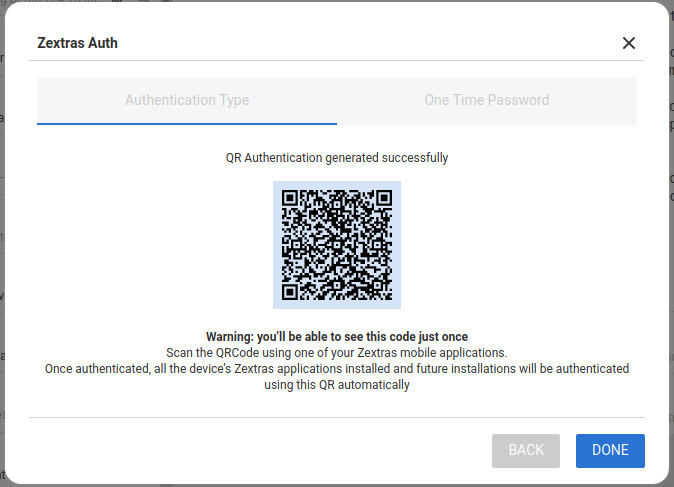 Zextras Auth
Authentication Type
One Time Password
QR Authentication generated successfully
Warning: you'll be able to see this code just once
Scan the QRCode using one of your Zextras mobile applications.
Once authenticated, all the device's Zextras applications installed and future installations will be authenticated
using this QR automatically
BACK
DONE